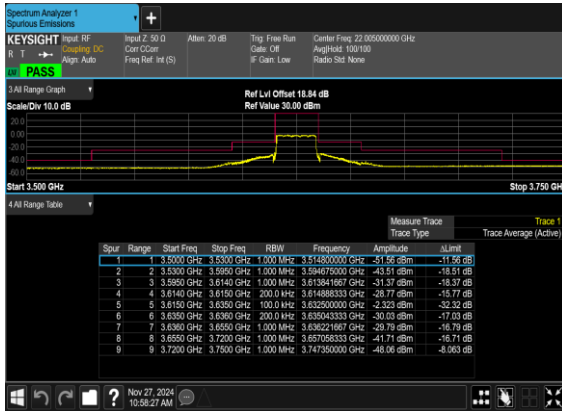 Spectrum Analyzer 1
Spurious Emissions
KEYSIGHT Input: RF Input Z: 50 Ω Atten: 20 dB Trig: Free Run Center Freq: 22.005000000 GHz
R T Coupling: DC Corr CCorr Gate: Off Avg|Hold: 100/100
Align: Auto Freq Ref: Int (S) IF Gain: Low Radio Std: None
PASS
3 All Range Graph
Ref Lvl Offset 18.84 dB
Scale/Div 10.0 dB Ref Value 30.00 dBm
20.0
0.00
-20.0
-40.0
-60.0
Start 3.500 GHz Stop 3.750 GH
4 All Range Table
Measure Trace Trace 1
Trace Type Trace Average (Active)
Spur Range Start Freq Stop Freq RBW Frequency Amplitude ΔLimit
1 1 3.5000 GHz 3.5300 GHz 1.000 MHz 3.514800000 GHz -51.56 dBm -11.56 dB
2 2 3.5300 GHz 3.5950 GHz 1.000 MHz 3.594675000 GHz -43.51 dBm -18.51 dB
3 3 3.5950 GHz 3.6140 GHz 1.000 MHz 3.613841667 GHz -31.37 dBm -18.37 dB
4 4 3.6140 GHz 3.6150 GHz 200.0 kHz 3.614888333 GHz -28.77 dBm -15.77 dB
5 5 3.6150 GHz 3.6350 GHz 100.0 kHz 3.632500000 GHz -2.323 dBm -32.32 dB
6 6 3.6350 GHz 3.6360 GHz 200.0 kHz 3.635043333 GHz -30.03 dBm -17.03 dB
7 7 3.6360 GHz 3.6550 GHz 1.000 MHz 3.636221667 GHz -29.79 dBm -16.79 dB
8 8 3.6550 GHz 3.7200 GHz 1.000 MHz 3.657058333 GHz -41.71 dBm -16.71 dB
9 9 3.7200 GHz 3.7500 GHz 1.000 MHz 3.747350000 GHz -48.06 dBm -8.063 dB
Nov 27, 2024
10:58:27 AM